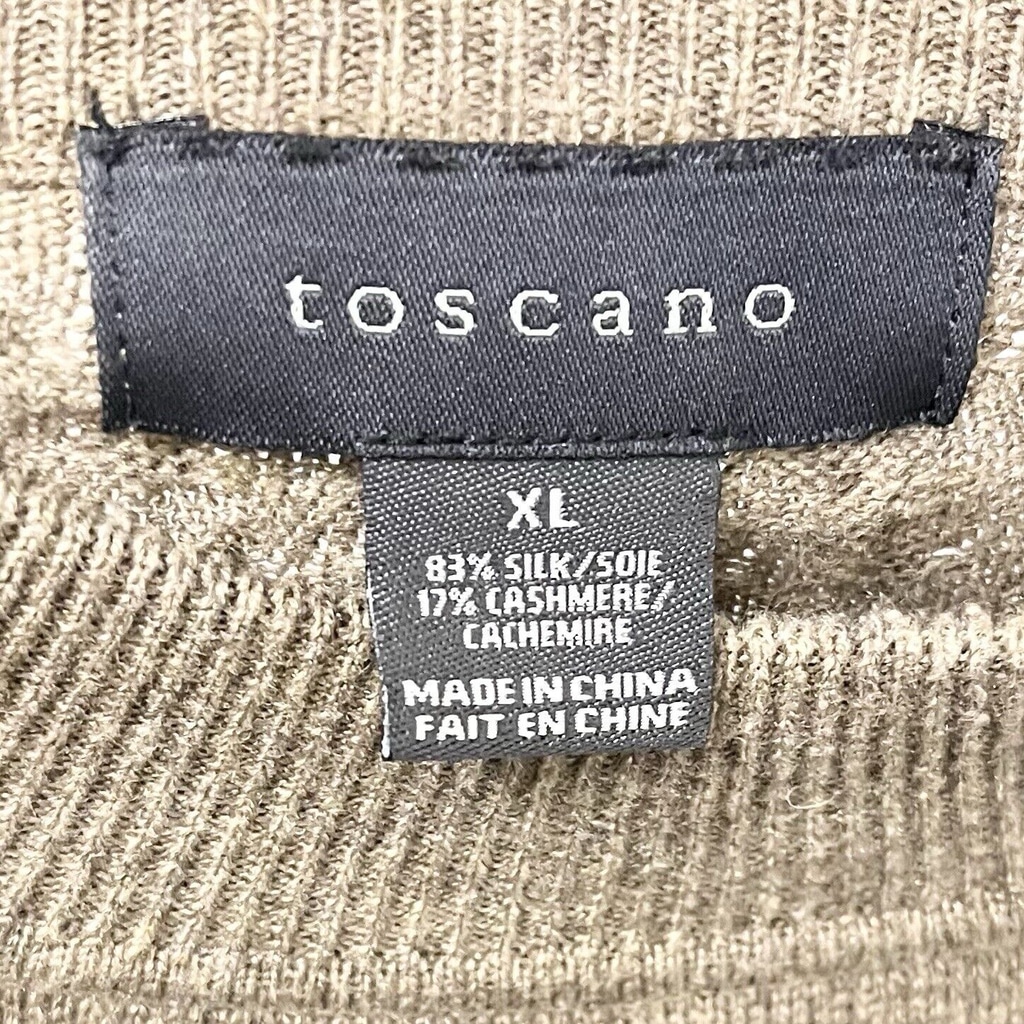 toscano
XL
83% SILK/SOIE
17% CASHMERE/
CACHEMIRE
MADE IN CHINA
FAIT EN CHINE